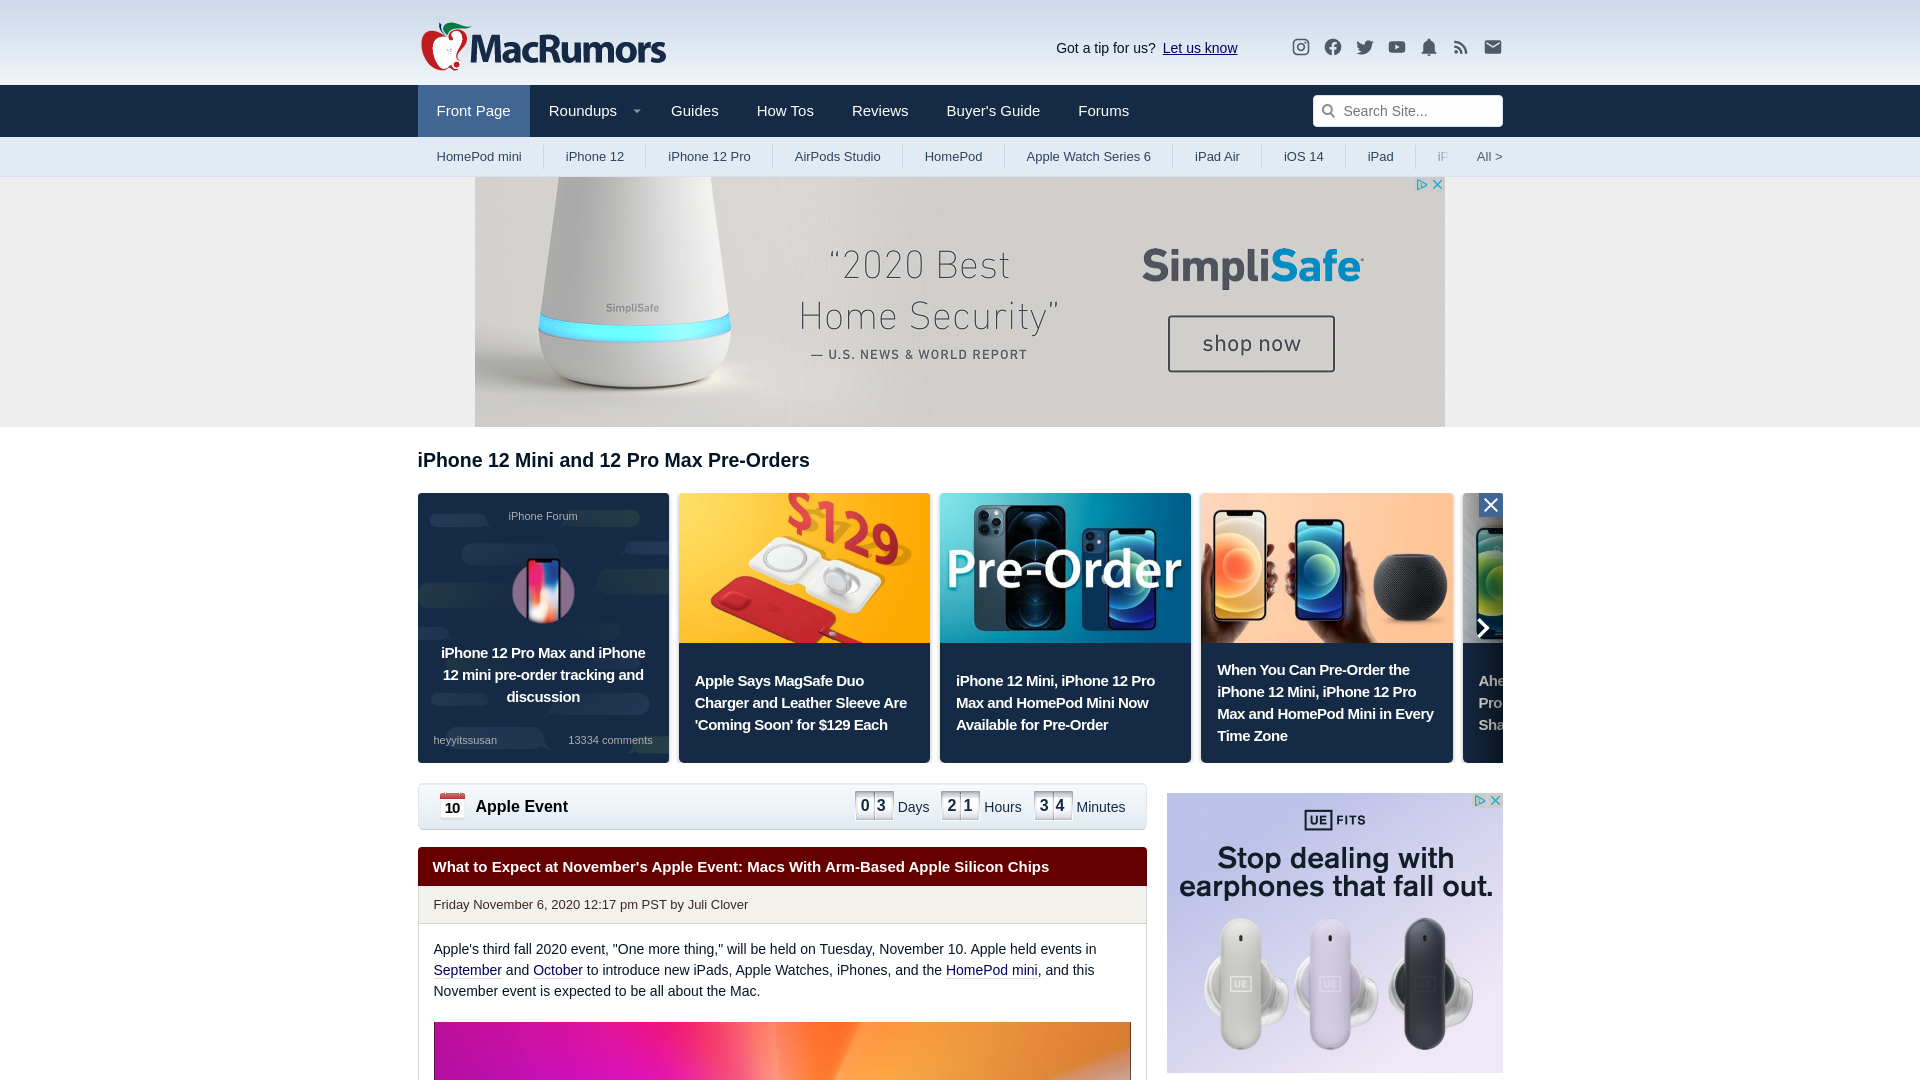 MacRumors
Got a tip for us? Let us know
Front Page
Roundups
Guides
How Tos
Reviews
Buyer's Guide
Forums
Search Site...
HomePod mini
iPhone 12
iPhone 12 Pro
AirPods Studio
HomePod
Apple Watch Series 6
iPad Air
iOS 14
iPad
iP
All >
SimpliSafe
“2020 Best
Home Security”
— U.S. NEWS & WORLD REPORT
SimpliSafe
shop now
iPhone 12 Mini and 12 Pro Max Pre-Orders
iPhone Forum
iPhone 12 Pro Max and iPhone
12 mini pre-order tracking and
discussion
heyyitssusan
13334 comments
$129
Apple Says MagSafe Duo
Charger and Leather Sleeve Are
'Coming Soon' for $129 Each
Pre-Order
iPhone 12 Mini, iPhone 12 Pro
Max and HomePod Mini Now
Available for Pre-Order
When You Can Pre-Order the
iPhone 12 Mini, iPhone 12 Pro
Max and HomePod Mini in Every
Time Zone
Ahe
Pro
Sha
10
Apple Event
03 Days
21 Hours
34 Minutes
What to Expect at November's Apple Event: Macs With Arm-Based Apple Silicon Chips
Friday November 6, 2020 12:17 pm PST by Juli Clover
Apple's third fall 2020 event, "One more thing," will be held on Tuesday, November 10. Apple held events in
September and October to introduce new iPads, Apple Watches, iPhones, and the HomePod mini, and this
November event is expected to be all about the Mac.
UE FITS
Stop dealing with
earphones that fall out.
UE
UE
UE